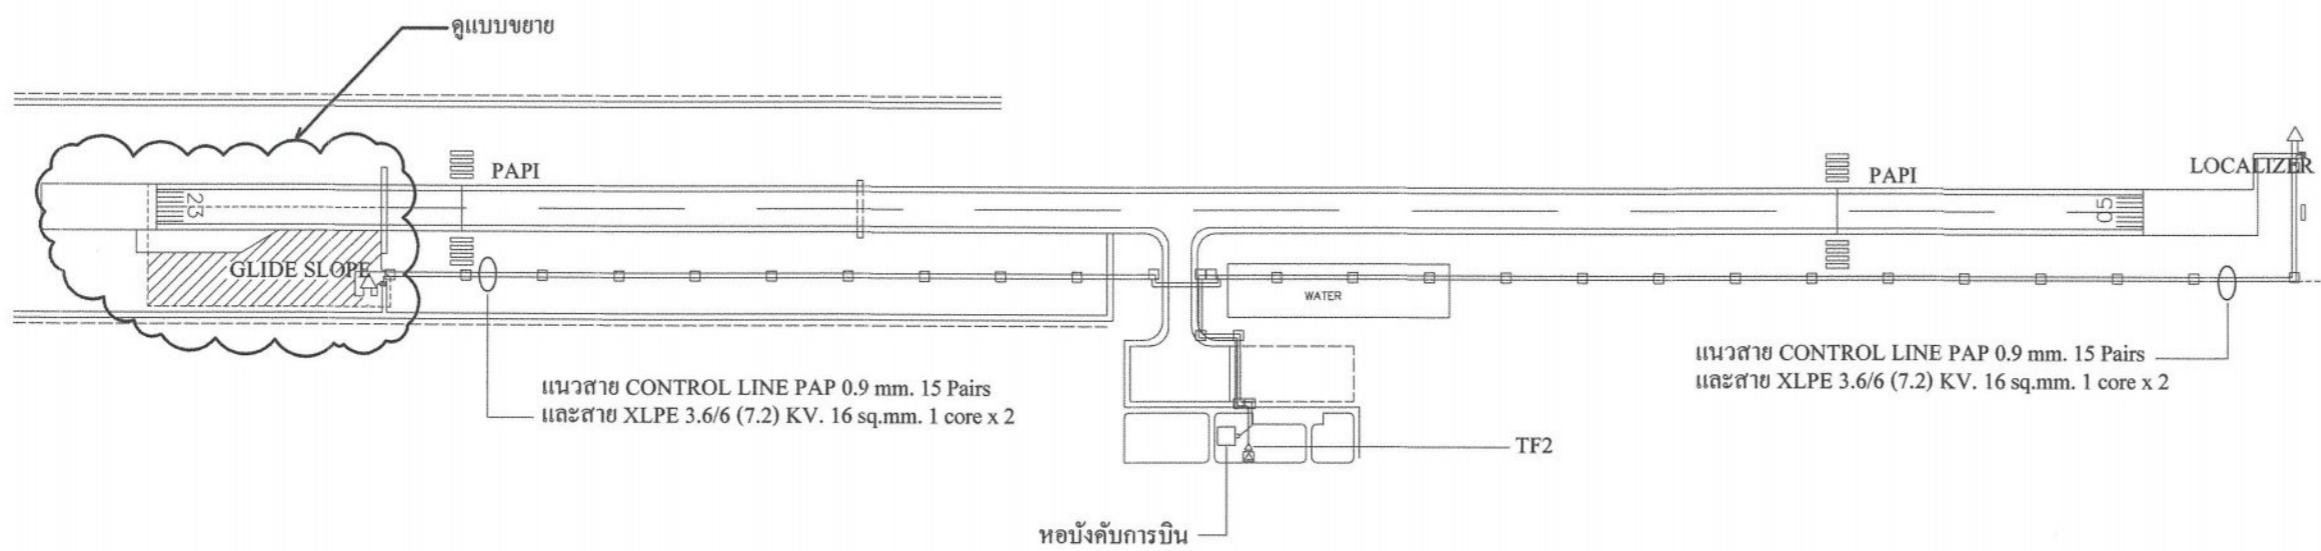 ดูแบบขยาย
PAPI
PAPI
LOCALIZER
23
05
GLIDE SLOPE
WATER
แนวสาย CONTROL LINE PAP 0.9 mm. 15 Pairs
และสาย XLPE 3.6/6 (7.2) KV. 16 sq.mm. 1 core x 2
แนวสาย CONTROL LINE PAP 0.9 mm. 15 Pairs
และสาย XLPE 3.6/6 (7.2) KV. 16 sq.mm. 1 core x 2
TF2
หอบังคับการบิน